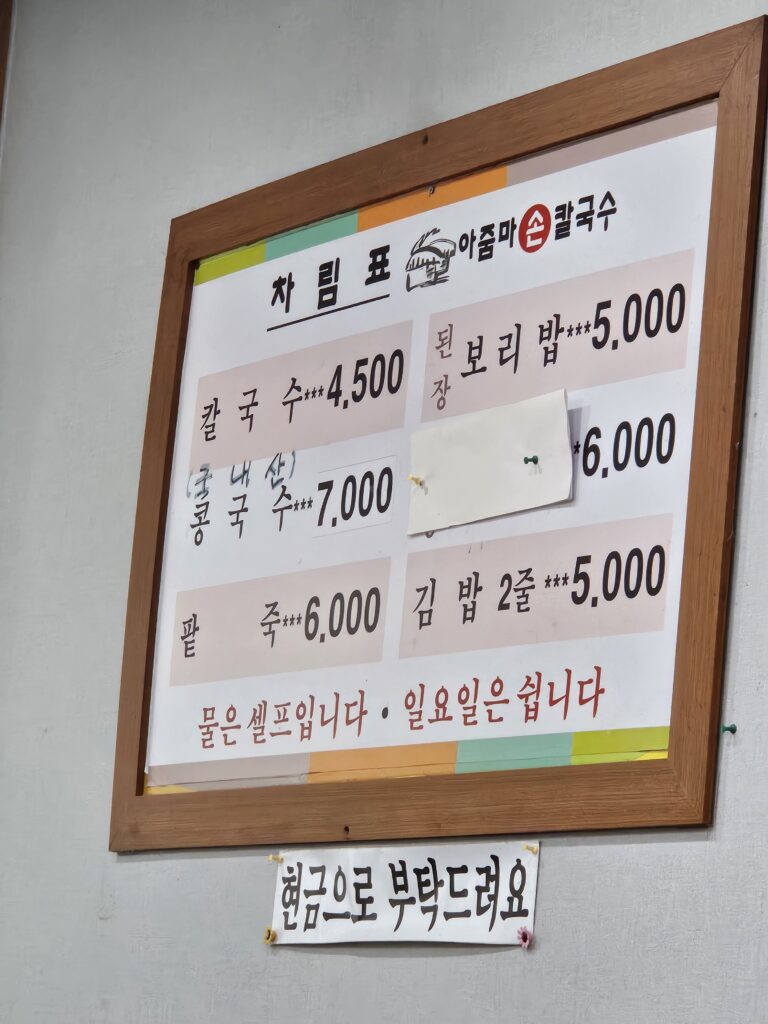 차림표 아줌마손칼국수
칼국수***4,500
(국내산)
콩국수***7,000
팥죽***6,000
된장보리밥***5,000
*6,000
김밥 2줄***5,000
물은 셀프입니다 · 일요일은 쉽니다
현금으로 부탁드려요